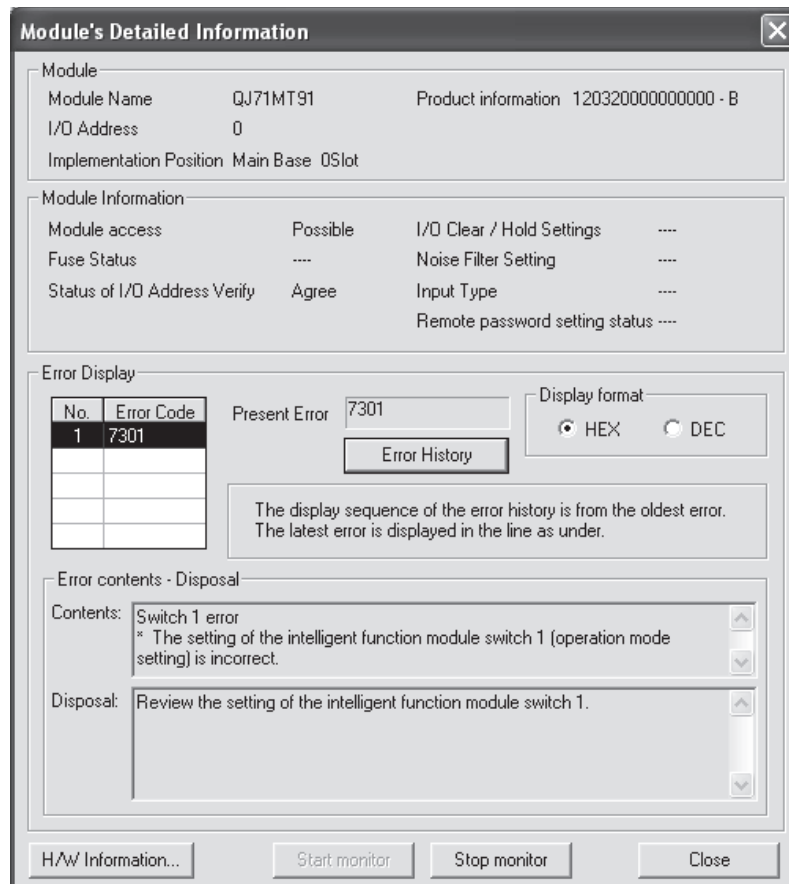 Module's Detailed Information
Module
Module Name QJ71MT91 Product information 120320000000000 - B
I/O Address 0
Implementation Position Main Base 0Slot
Module Information
Module access Possible I/O Clear / Hold Settings ----
Fuse Status ---- Noise Filter Setting ----
Status of I/O Address Verify Agree Input Type ----
Remote password setting status ----
Error Display
No. Error Code
1 7301
Present Error 7301
Error History
Display format
HEX DEC
The display sequence of the error history is from the oldest error.
The latest error is displayed in the line as under.
Error contents - Disposal
Contents: Switch 1 error
* The setting of the intelligent function module switch 1 (operation mode
setting) is incorrect.
Disposal: Review the setting of the intelligent function module switch 1.
H/W Information... Start monitor Stop monitor Close